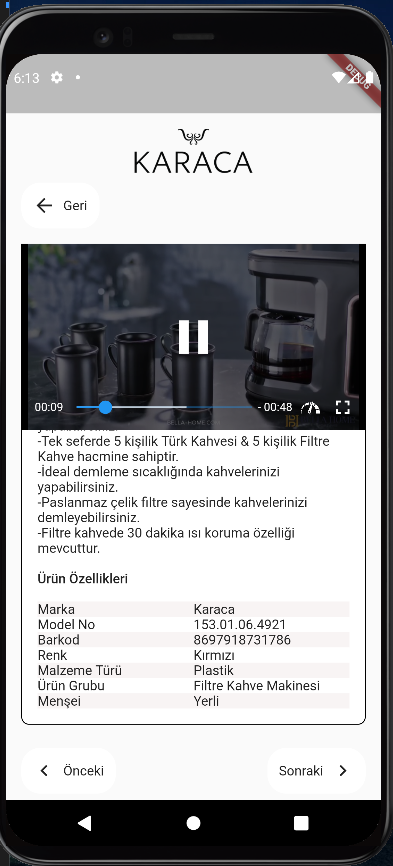 6:13
DEBUG
KARACA
Geri
00:09
- 00:48
-Tek seferde 5 kişilik Türk Kahvesi & 5 kişilik Filtre
Kahve hacmine sahiptir.
-İdeal demleme sıcaklığında kahvelerinizi
yapabilirsiniz.
-Paslanmaz çelik filtre sayesinde kahvelerinizi
demleyebilirsiniz.
-Filtre kahvede 30 dakika ısı koruma özelliği
mevcuttur.
Ürün Özellikleri
Marka Karaca
Model No 153.01.06.4921
Barkod 8697918731786
Renk Kırmızı
Malzeme Türü Plastik
Ürün Grubu Filtre Kahve Makinesi
Menşei Yerli
Önceki
Sonraki